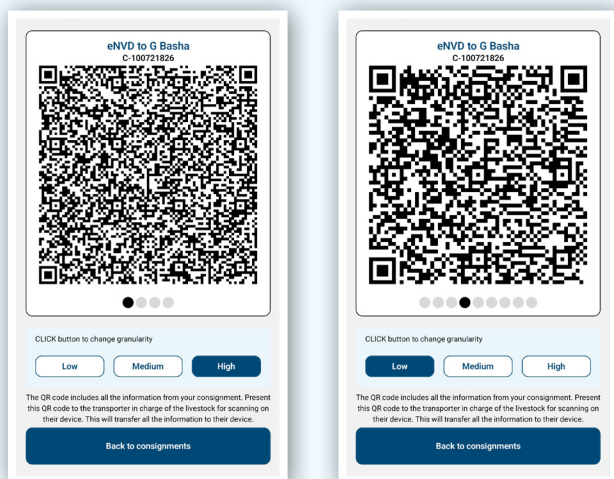 eNVD to G Basha
C-100721826
CLICK button to change granularity
Low
Medium
High
The QR code includes all the information from your consignment. Present
this QR code to the transporter in charge of the livestock for scanning on
their device. This will transfer all the information to their device.
Back to consignments
eNVD to G Basha
C-100721826
CLICK button to change granularity
Low
Medium
High
The QR code includes all the information from your consignment. Present
this QR code to the transporter in charge of the livestock for scanning on
their device. This will transfer all the information to their device.
Back to consignments